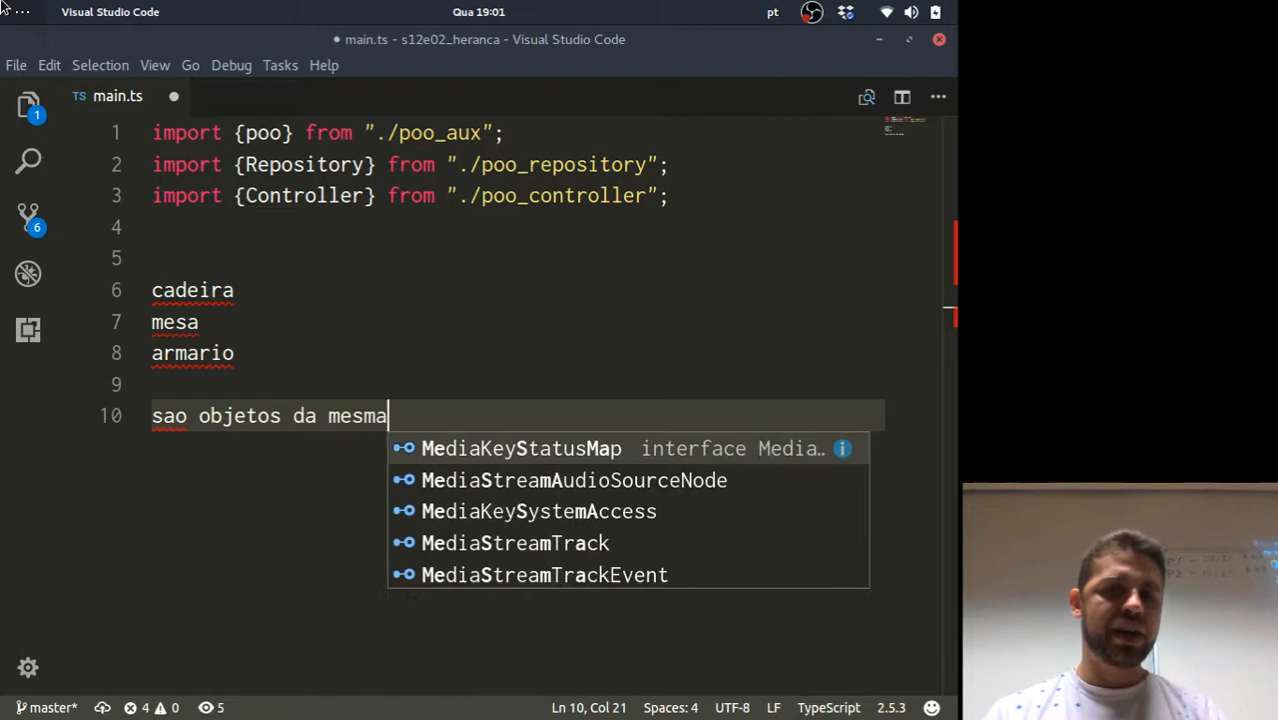 Visual Studio Code
Qua 19:01
pt
main.ts - s12e02_heranca - Visual Studio Code
File Edit Selection View Go Debug Tasks Help
TS main.ts
1
1 import {poo} from "./poo_aux";
2 import {Repository} from "./poo_repository";
3 import {Controller} from "./poo_controller";
4
5
6 cadeira
7 mesa
8 armario
9
10 sao objetos da mesma
6
MediaKeyStatusMap interface Media…
MediaStreamAudioSourceNode
MediaKeySystemAccess
MediaStreamTrack
MediaStreamTrackEvent
master* 4 0 5 Ln 10, Col 21 Spaces: 4 UTF-8 LF TypeScript 2.5.3